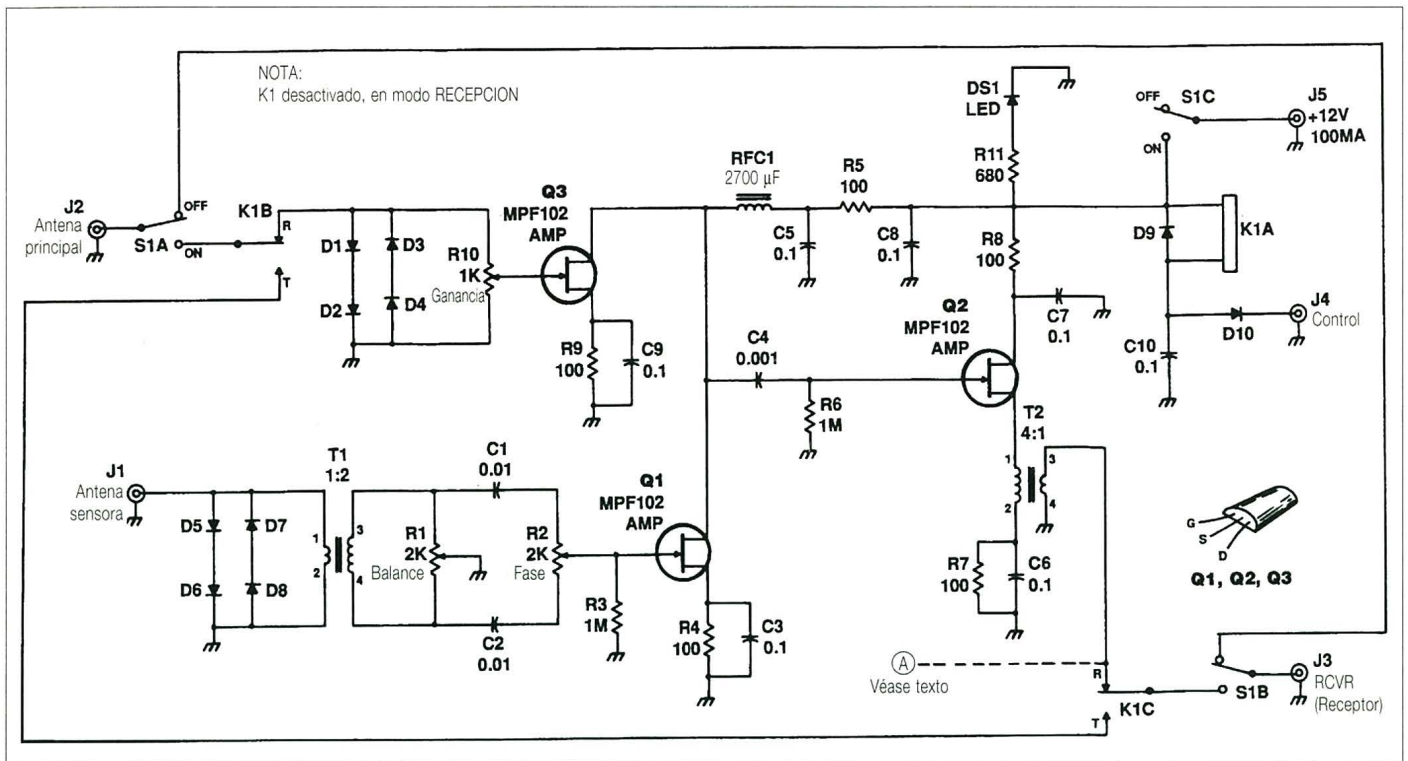 NOTA:
K1 desactivado, en modo RECEPCION
J2
Antena
principal
S1A
OFF
ON
K1B
R
T
D1
D2
D3
D4
R10
1K
Ganancia
Q3
MPF102
AMP
R9
100
C9
0.1
RFC1
2700 µF
R5
100
C5
0.1
C8
0.1
DS1
LED
R11
680
R8
100
C7
0.1
OFF
S1C
ON
J5
+12V
100MA
D9
K1A
J4
Control
D10
C10
0.1
Q2
MPF102
AMP
C4
0.001
R6
1M
T2
4:1
1
2
3
4
R7
100
C6
0.1
J1
Antena
sensora
D5
D6
D7
D8
T1
1:2
1
2
3
4
R1
2K
Balance
C1
0.01
C2
0.01
R2
2K
Fase
R3
1M
Q1
MPF102
AMP
R4
100
C3
0.1
G
S
D
Q1, Q2, Q3
A
Véase texto
R
T
K1C
S1B
J3
RCVR
(Receptor)